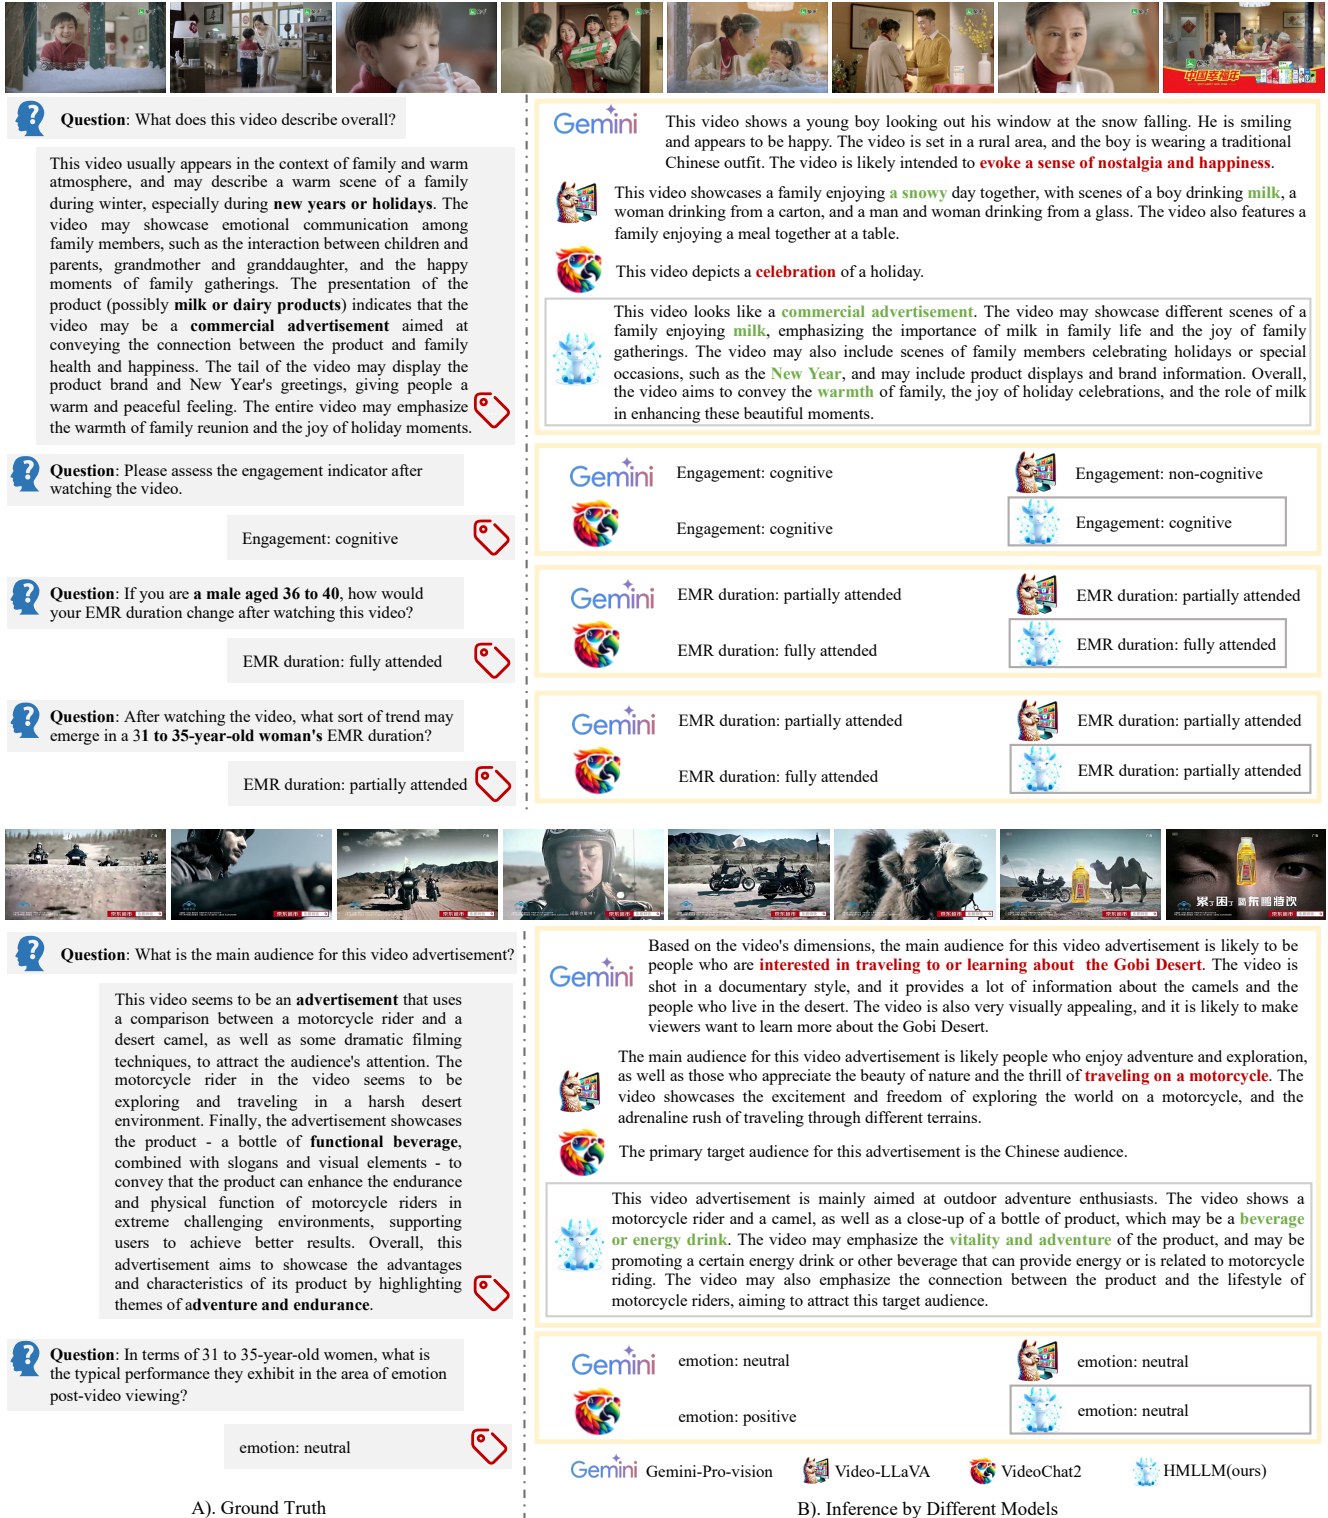 中国幸福年
Question: What does this video describe overall?
This video usually appears in the context of family and warm
atmosphere, and may describe a warm scene of a family
during winter, especially during new years or holidays. The
video may showcase emotional communication among
family members, such as the interaction between children and
parents, grandmother and granddaughter, and the happy
moments of family gatherings. The presentation of the
product (possibly milk or dairy products) indicates that the
video may be a commercial advertisement aimed at
conveying the connection between the product and family
health and happiness. The tail of the video may display the
product brand and New Year's greetings, giving people a
warm and peaceful feeling. The entire video may emphasize
the warmth of family reunion and the joy of holiday moments.
Gemini
This video shows a young boy looking out his window at the snow falling. He is smiling
and appears to be happy. The video is set in a rural area, and the boy is wearing a traditional
Chinese outfit. The video is likely intended to evoke a sense of nostalgia and happiness.
This video showcases a family enjoying a snowy day together, with scenes of a boy drinking milk, a
woman drinking from a carton, and a man and woman drinking from a glass. The video also features a
family enjoying a meal together at a table.
This video depicts a celebration of a holiday.
This video looks like a commercial advertisement. The video may showcase different scenes of a
family enjoying milk, emphasizing the importance of milk in family life and the joy of family
gatherings. The video may also include scenes of family members celebrating holidays or special
occasions, such as the New Year, and may include product displays and brand information. Overall,
the video aims to convey the warmth of family, the joy of holiday celebrations, and the role of milk
in enhancing these beautiful moments.
Question: Please assess the engagement indicator after
watching the video.
Engagement: cognitive
Gemini
Engagement: cognitive
Engagement: non-cognitive
Engagement: cognitive
Engagement: cognitive
Question: If you are a male aged 36 to 40, how would
your EMR duration change after watching this video?
EMR duration: fully attended
Gemini
EMR duration: partially attended
EMR duration: partially attended
EMR duration: fully attended
EMR duration: fully attended
Question: After watching the video, what sort of trend may
emerge in a 31 to 35-year-old woman's EMR duration?
EMR duration: partially attended
Gemini
EMR duration: partially attended
EMR duration: partially attended
EMR duration: fully attended
EMR duration: partially attended
累了困了喝东鹏特饮
Question: What is the main audience for this video advertisement?
This video seems to be an advertisement that uses
a comparison between a motorcycle rider and a
desert camel, as well as some dramatic filming
techniques, to attract the audience's attention. The
motorcycle rider in the video seems to be
exploring and traveling in a harsh desert
environment. Finally, the advertisement showcases
the product - a bottle of functional beverage,
combined with slogans and visual elements - to
convey that the product can enhance the endurance
and physical function of motorcycle riders in
extreme challenging environments, supporting
users to achieve better results. Overall, this
advertisement aims to showcase the advantages
and characteristics of its product by highlighting
themes of adventure and endurance.
Gemini
Based on the video's dimensions, the main audience for this video advertisement is likely to be
people who are interested in traveling to or learning about the Gobi Desert. The video is
shot in a documentary style, and it provides a lot of information about the camels and the
people who live in the desert. The video is also very visually appealing, and it is likely to make
viewers want to learn more about the Gobi Desert.
The main audience for this video advertisement is likely people who enjoy adventure and exploration,
as well as those who appreciate the beauty of nature and the thrill of traveling on a motorcycle. The
video showcases the excitement and freedom of exploring the world on a motorcycle, and the
adrenaline rush of traveling through different terrains.
The primary target audience for this advertisement is the Chinese audience.
This video advertisement is mainly aimed at outdoor adventure enthusiasts. The video shows a
motorcycle rider and a camel, as well as a close-up of a bottle of product, which may be a beverage
or energy drink. The video may emphasize the vitality and adventure of the product, and may be
promoting a certain energy drink or other beverage that can provide energy or is related to motorcycle
riding. The video may also emphasize the connection between the product and the lifestyle of
motorcycle riders, aiming to attract this target audience.
Question: In terms of 31 to 35-year-old women, what is
the typical performance they exhibit in the area of emotion
post-video viewing?
emotion: neutral
Gemini
emotion: neutral
emotion: neutral
emotion: positive
emotion: neutral
Gemini Gemini-Pro-vision Video-LLaVA VideoChat2 HMLLM(ours)
A). Ground Truth
B). Inference by Different Models